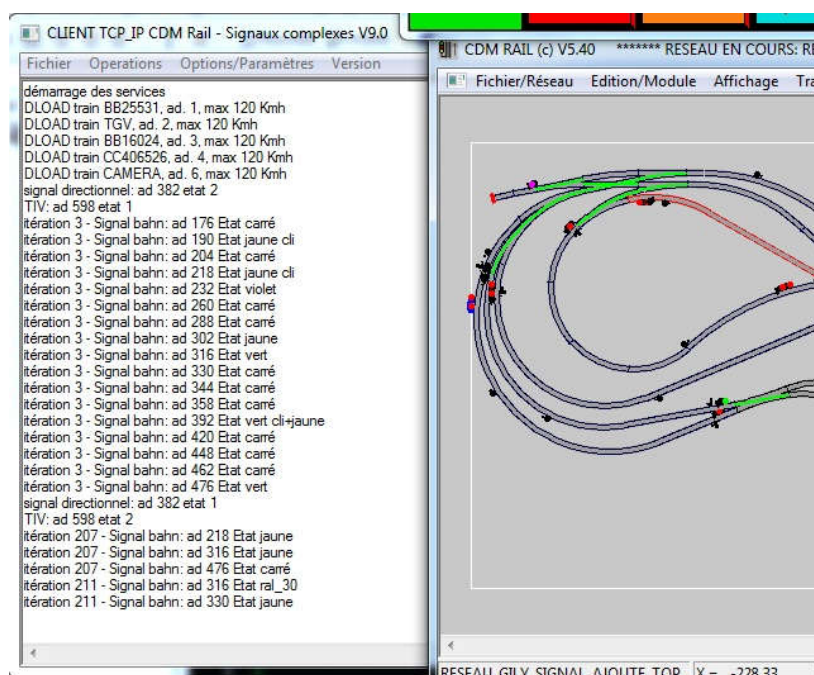 CLIENT TCP_IP CDM Rail - Signaux complexes V9.0
Fichier Operations Options/Paramètres Version
démarrage des services
DLOAD train BB25531, ad. 1, max 120 Kmh
DLOAD train TGV, ad. 2, max 120 Kmh
DLOAD train BB16024, ad. 3, max 120 Kmh
DLOAD train CC406526, ad. 4, max 120 Kmh
DLOAD train CAMERA, ad. 6, max 120 Kmh
signal directionnel: ad 382 etat 2
TIV: ad 598 etat 1
itération 3 - Signal bahn: ad 176 Etat carré
itération 3 - Signal bahn: ad 190 Etat jaune cli
itération 3 - Signal bahn: ad 204 Etat carré
itération 3 - Signal bahn: ad 218 Etat jaune cli
itération 3 - Signal bahn: ad 232 Etat violet
itération 3 - Signal bahn: ad 260 Etat carré
itération 3 - Signal bahn: ad 288 Etat carré
itération 3 - Signal bahn: ad 302 Etat jaune
itération 3 - Signal bahn: ad 316 Etat vert
itération 3 - Signal bahn: ad 330 Etat carré
itération 3 - Signal bahn: ad 344 Etat carré
itération 3 - Signal bahn: ad 358 Etat carré
itération 3 - Signal bahn: ad 392 Etat vert cli+jaune
itération 3 - Signal bahn: ad 420 Etat carré
itération 3 - Signal bahn: ad 448 Etat carré
itération 3 - Signal bahn: ad 462 Etat carré
itération 3 - Signal bahn: ad 476 Etat vert
signal directionnel: ad 382 etat 1
TIV: ad 598 etat 2
itération 207 - Signal bahn: ad 218 Etat jaune
itération 207 - Signal bahn: ad 316 Etat jaune
itération 207 - Signal bahn: ad 476 Etat carré
itération 211 - Signal bahn: ad 316 Etat ral_30
itération 211 - Signal bahn: ad 330 Etat jaune
CDM RAIL (c) V5.40 ******* RESEAU EN COURS: RE
Fichier/Réseau Edition/Module Affichage Tra
RESEAU_GILY_SIGNAL_AJOUTE_TOP X = -228.33